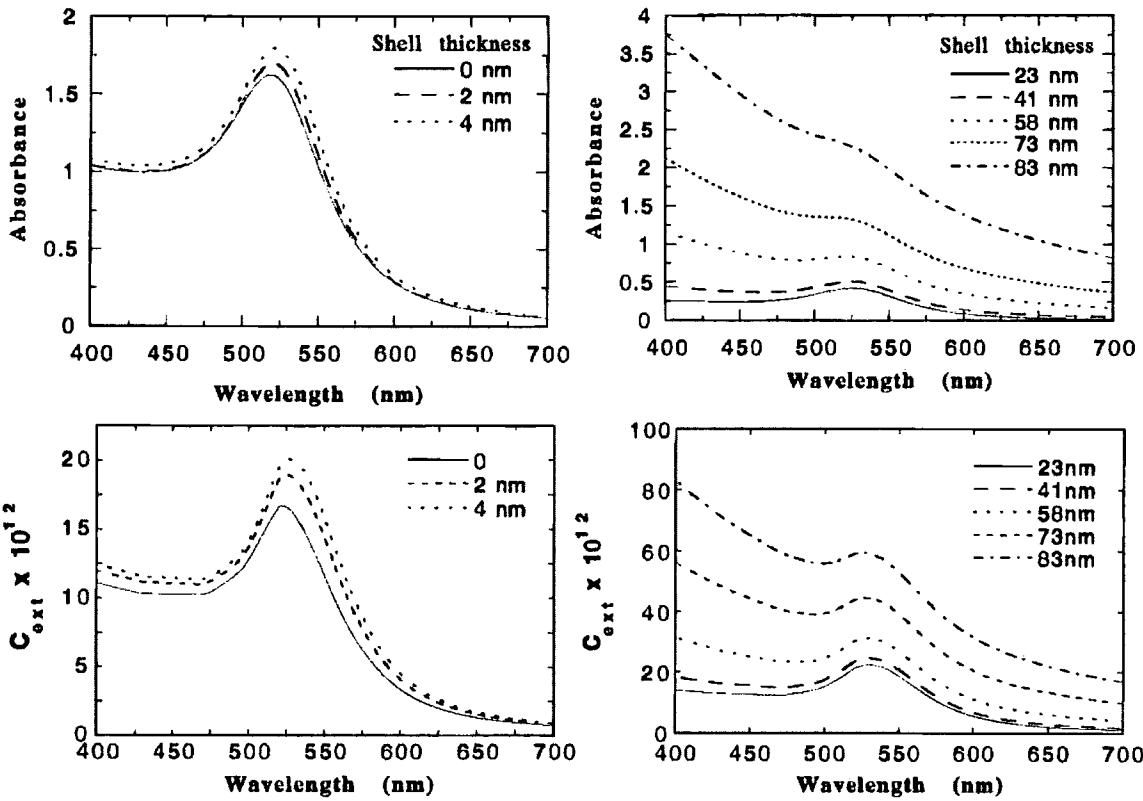 2
1.5
1
0.5
0
Absorbance
Shell thickness
0 nm
2 nm
4 nm
400 450 500 550 600 650 700
Wavelength (nm)
4
3.5
3
2.5
2
1.5
1
0.5
0
Absorbance
Shell thickness
23 nm
41 nm
58 nm
73 nm
83 nm
400 450 500 550 600 650 700
Wavelength (nm)
20
15
10
5
0
C_ext x 10^12
0
2 nm
4 nm
400 450 500 550 600 650 700
Wavelength (nm)
100
80
60
40
20
0
C_ext x 10^12
23nm
41nm
58nm
73nm
83nm
400 450 500 550 600 650 700
Wavelength (nm)